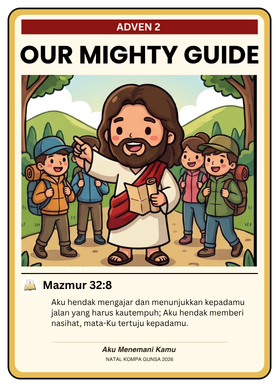 ADVEN 2
OUR MIGHTY GUIDE
Mazmur 32:8
Aku hendak mengajar dan menunjukkan kepadamu
jalan yang harus kautempuh; Aku hendak memberi
nasihat, mata-Ku tertuju kepadamu.
Aku Menemani Kamu
NATAL KOMPA GUNSA 2026